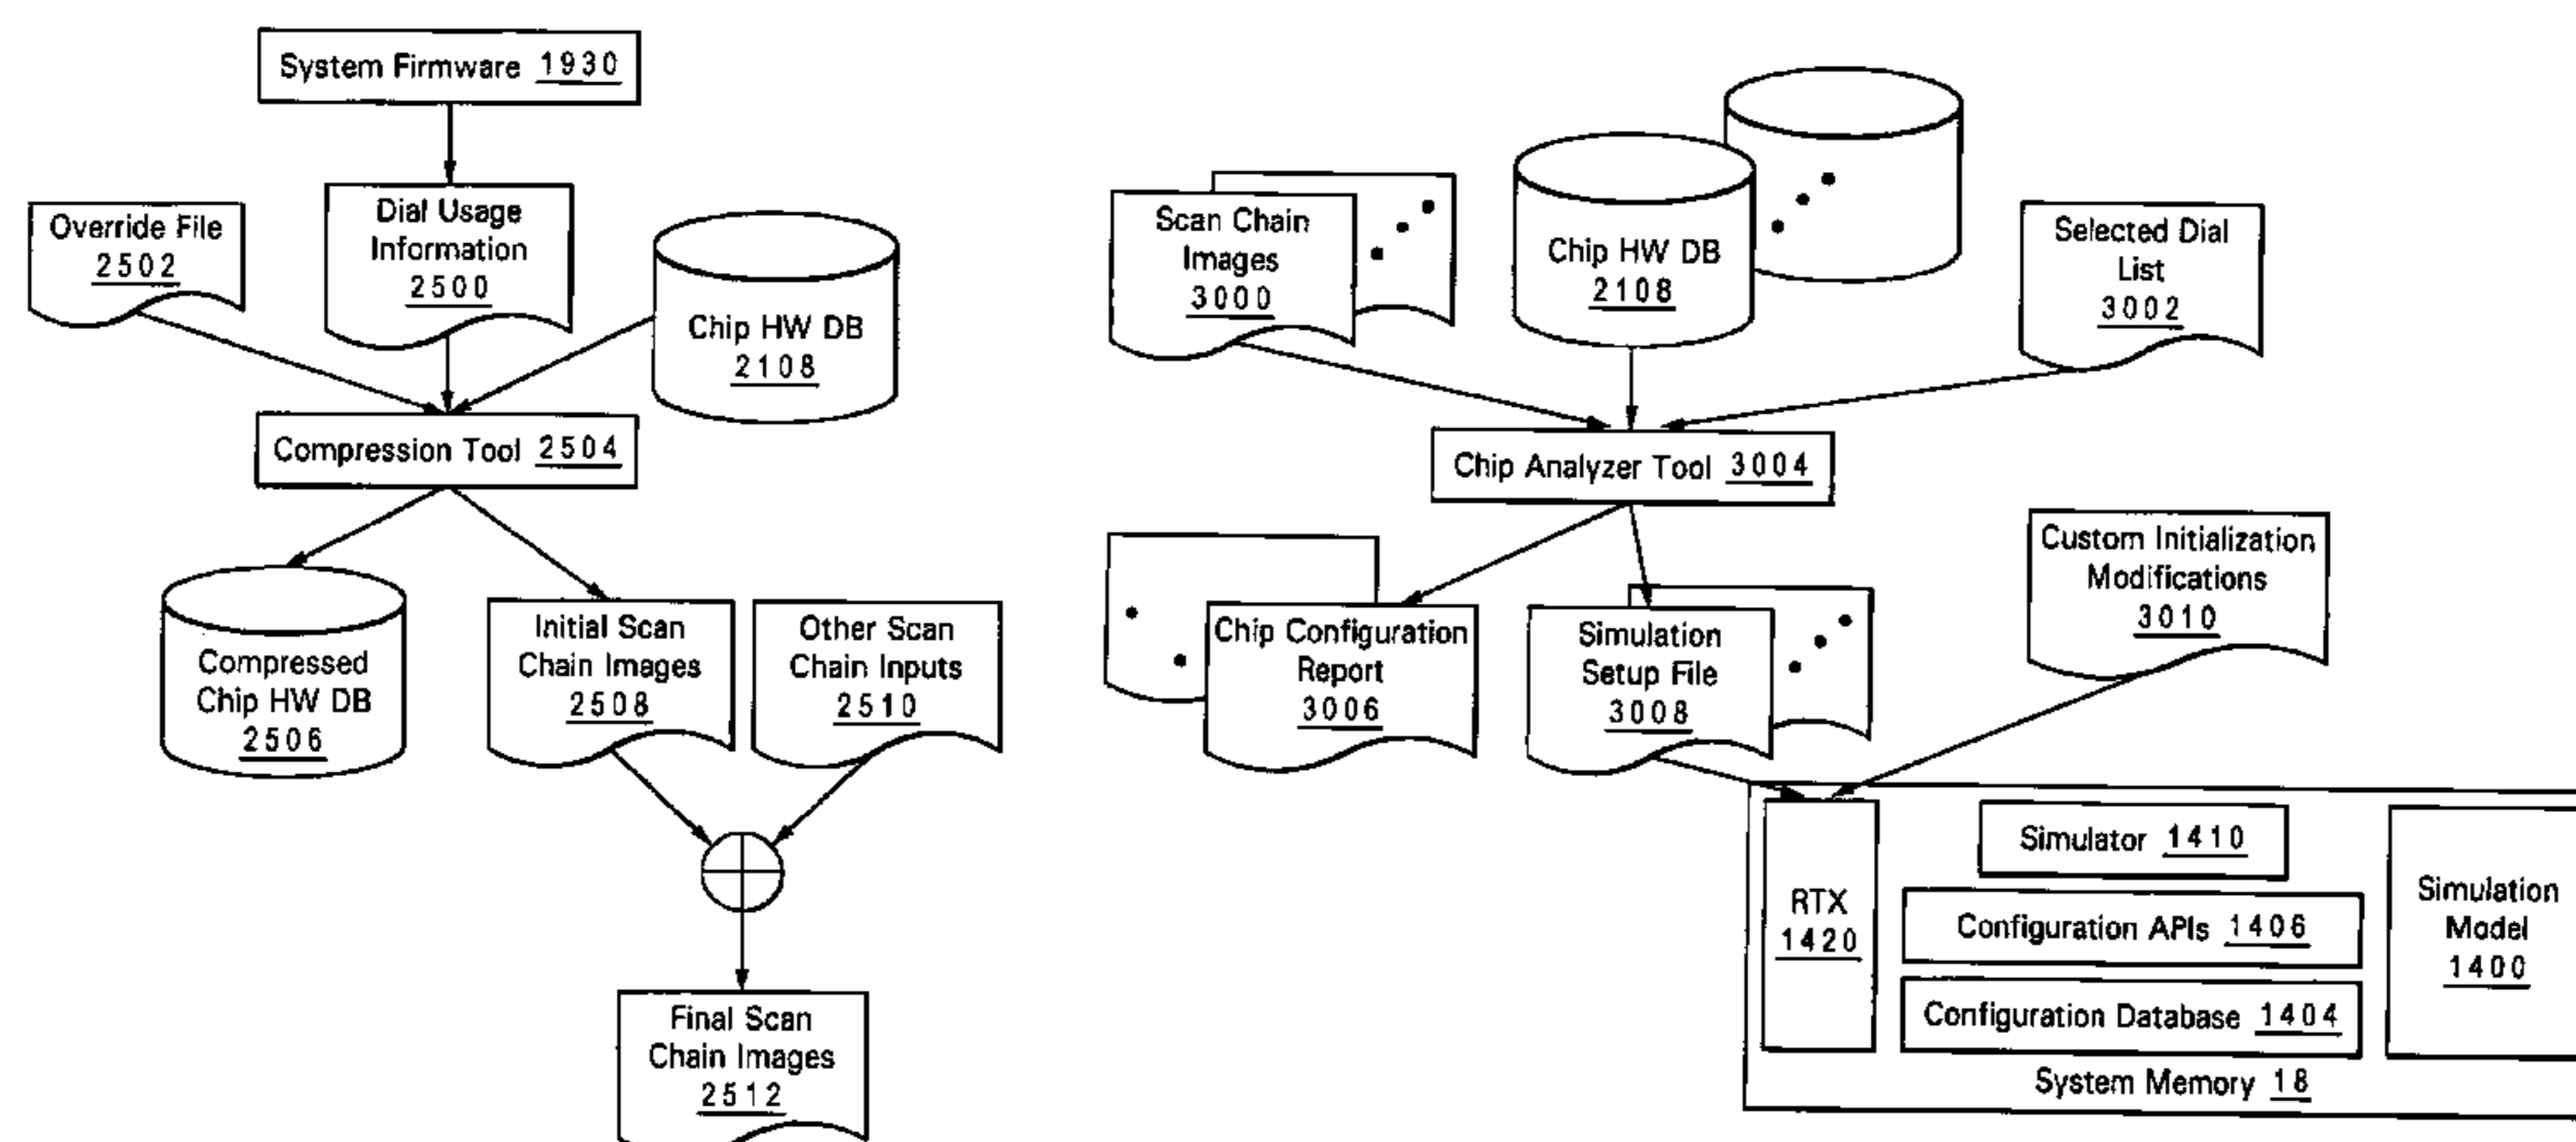 System Firmware 1930
Override File
2502
Dial Usage
Information
2500
Chip HW DB
2108
Compression Tool 2504
Compressed
Chip HW DB
2506
Initial Scan
Chain Images
2508
Other Scan
Chain Inputs
2510
Final Scan
Chain Images
2512
Scan Chain
Images
3000
Chip HW DB
2108
Selected Dial
List
3002
Chip Analyzer Tool 3004
Chip Configuration
Report
3006
Simulation
Setup File
3008
Custom Initialization
Modifications
3010
RTX
1420
Simulator 1410
Configuration APIs 1406
Configuration Database 1404
Simulation
Model
1400
System Memory 18